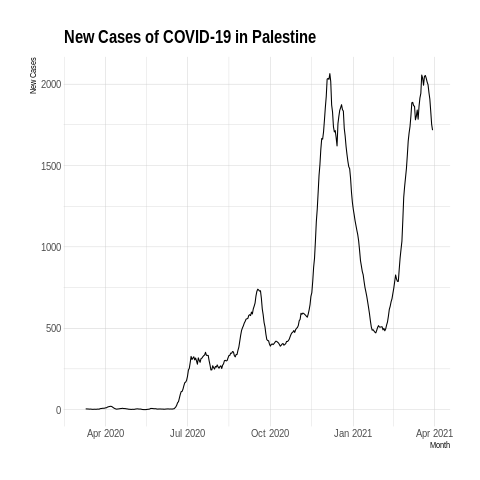 New Cases of COVID-19 in Palestine
New Cases
2000
1500
1000
500
0
Apr 2020
Jul 2020
Oct 2020
Jan 2021
Apr 2021
Month